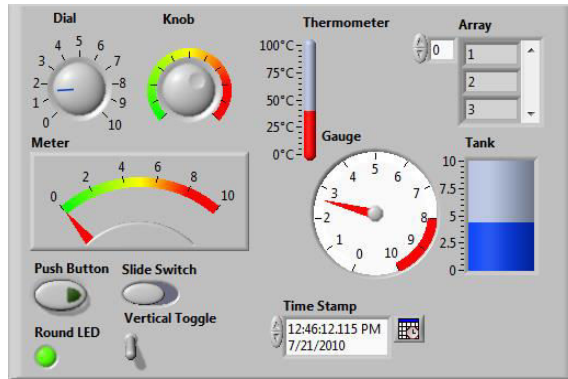 Dial
Knob
Thermometer
Array
0
1
2
3
4
5
6
7
8
9
10
100°C
75°C
50°C
25°C
0°C
0
1
2
3
Meter
0
2
4
6
8
10
Gauge
0
1
2
3
4
5
6
7
8
9
10
Tank
10
7.5
5
2.5
0
Push Button
Slide Switch
Round LED
Vertical Toggle
Time Stamp
12:46:12.115 PM
7/21/2010